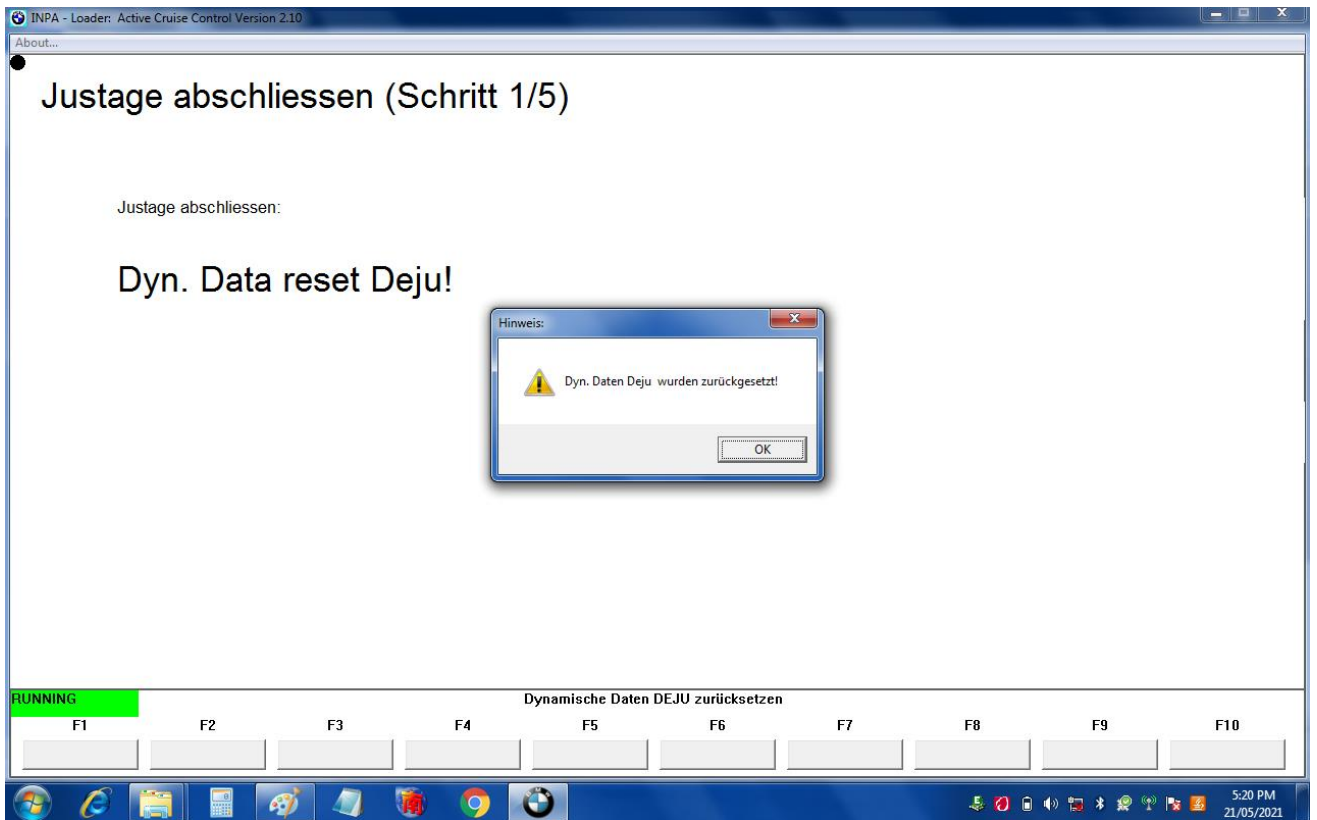 INPA - Loader: Active Cruise Control Version 2.10
About...
Justage abschliessen (Schritt 1/5)
Justage abschliessen:
Dyn. Data reset Deju!
Hinweis:
Dyn. Daten Deju wurden zurückgesetzt!
OK
RUNNING
Dynamische Daten DEJU zurücksetzen
F1 F2 F3 F4 F5 F6 F7 F8 F9 F10
5:20 PM
21/05/2021